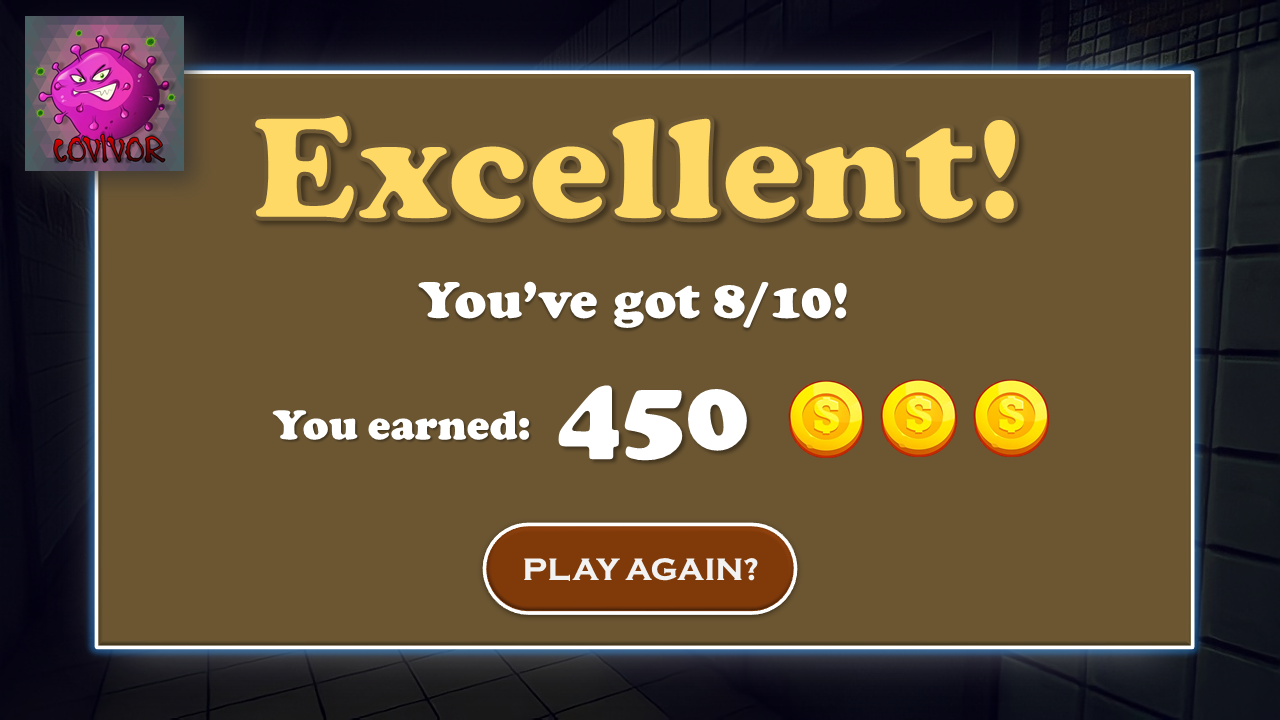 COVIVOR
Excellent!
You've got 8/10!
You earned: 450
$ $ $
PLAY AGAIN?